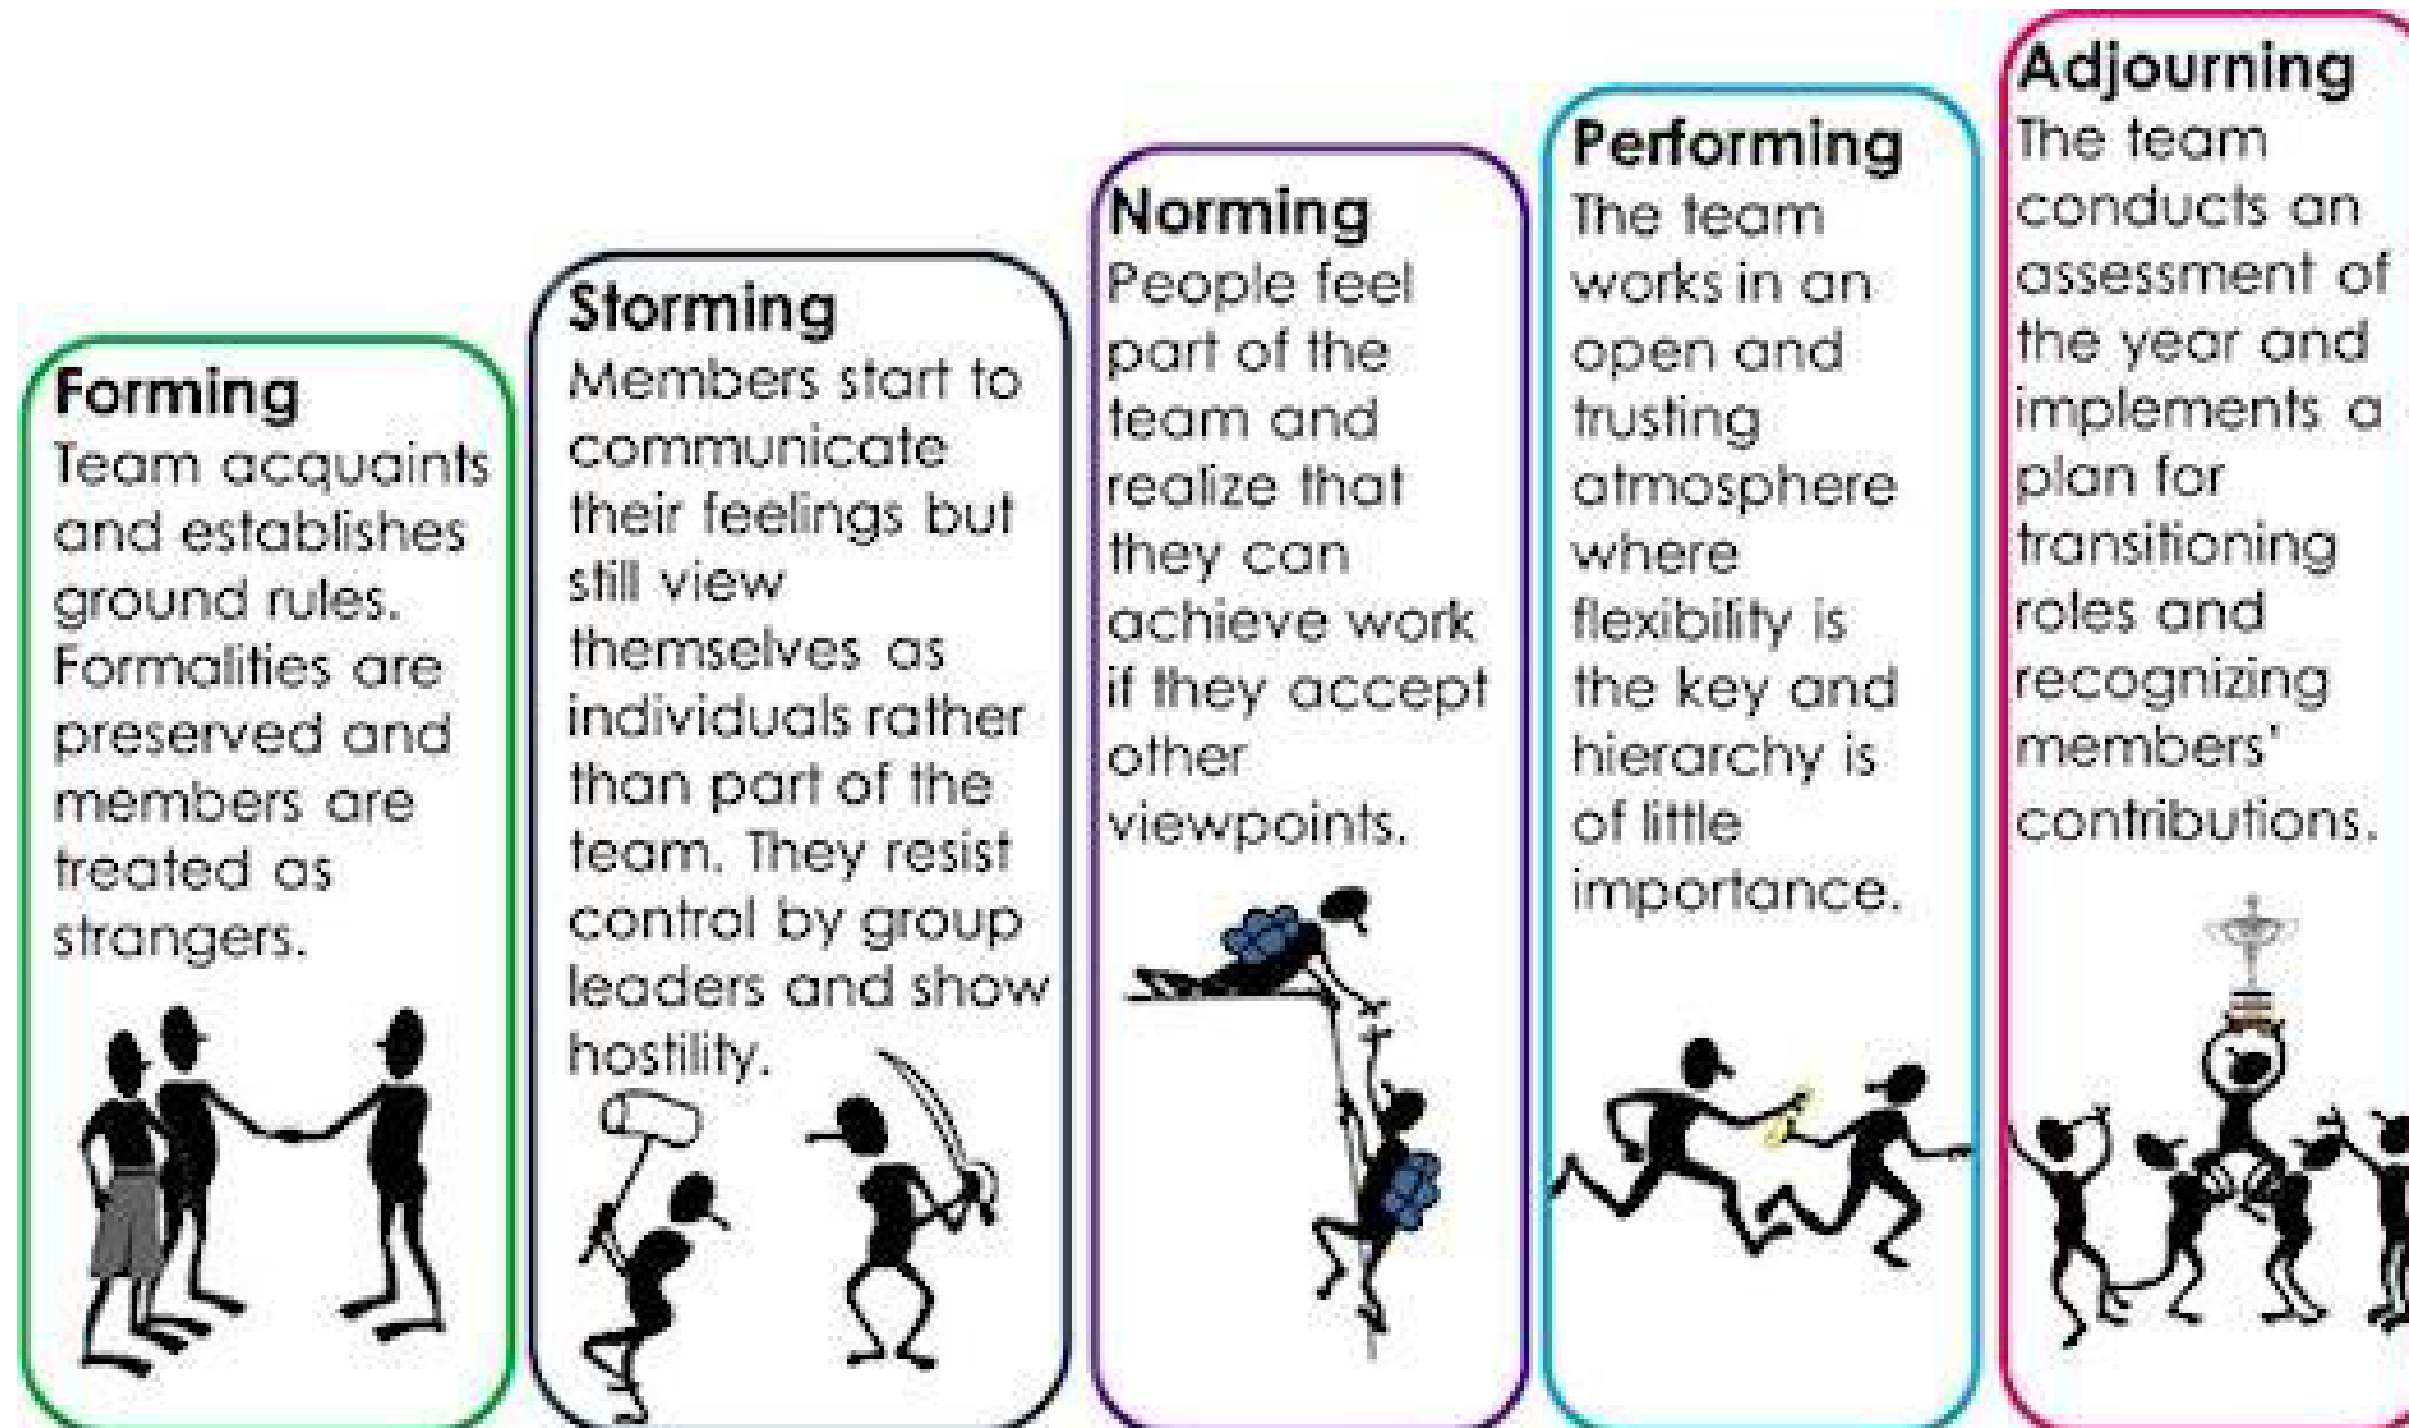 Forming
Team acquaints
and establishes
ground rules.
Formalities are
preserved and
members are
treated as
strangers.
Storming
Members start to
communicate
their feelings but
still view
themselves as
individuals rather
than part of the
team. They resist
control by group
leaders and show
hostility.
Norming
People feel
part of the
team and
realize that
they can
achieve work
if they accept
other
viewpoints.
Performing
The team
works in an
open and
trusting
atmosphere
where
flexibility is
the key and
hierarchy is
of little
importance.
Adjourning
The team
conducts an
assessment of
the year and
implements a
plan for
transitioning
roles and
recognizing
members'
contributions.